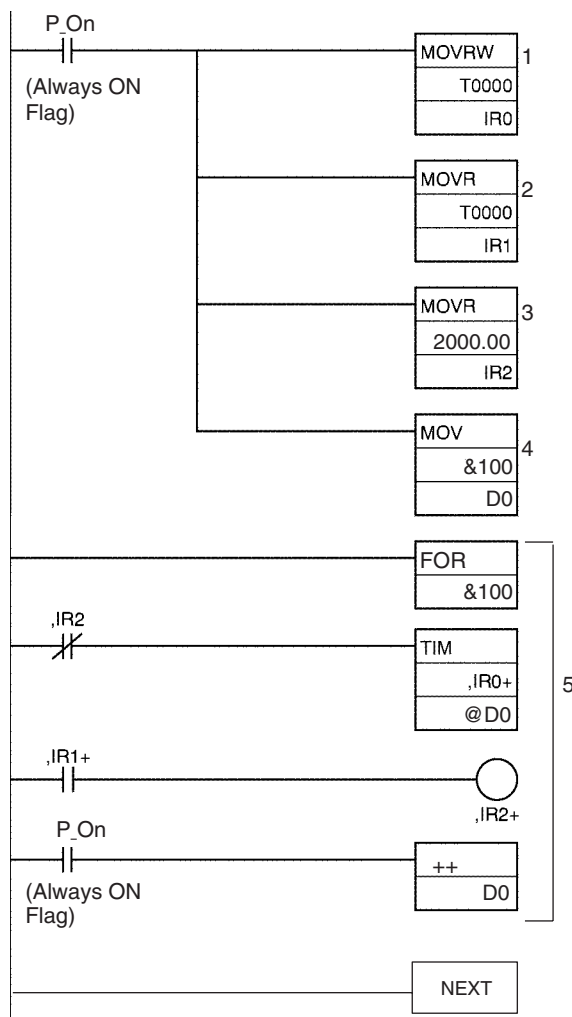 P_On
(Always ON
Flag)
MOVRW
1
T0000
IR0
MOVR
2
T0000
IR1
MOVR
3
2000.00
IR2
MOV
4
&100
D0
FOR
&100
,IR2
TIM
,IR0+
@D0
5
,IR1+
,IR2+
P_On
(Always ON
Flag)
++
D0
NEXT